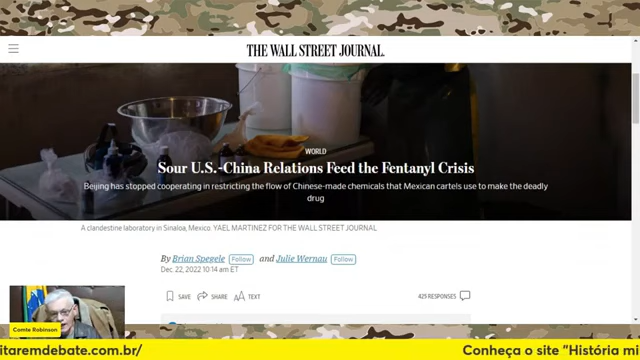 THE WALL STREET JOURNAL.
WORLD
Sour U.S.-China Relations Feed the Fentanyl Crisis
Beijing has stopped cooperating in restricting the flow of Chinese-made chemicals that Mexican cartels use to make the deadly
drug
A clandestine laboratory in Sinaloa, Mexico. YAEL MARTINEZ FOR THE WALL STREET JOURNAL
By Brian Spegele Follow and Julie Wernau Follow
Dec. 22, 2022 10:14 am ET
SAVE SHARE AA TEXT 425 RESPONSES
Comte Robinson
itaremdebate.com.br/ Conheça o site "História mi